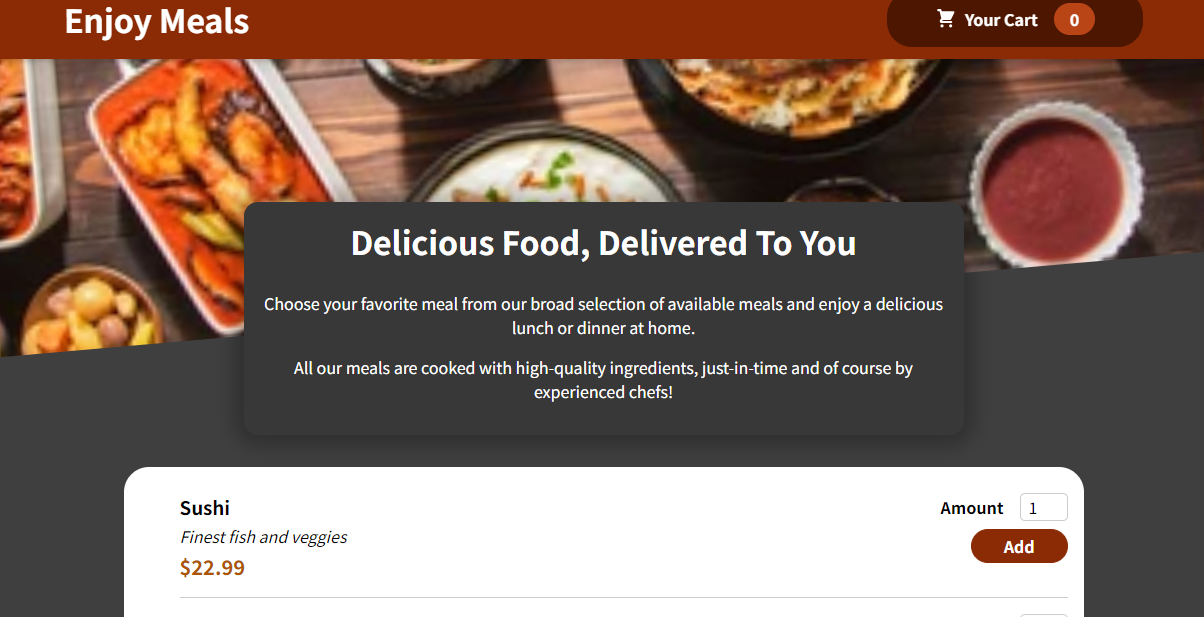 Enjoy Meals
Your Cart 0
Delicious Food, Delivered To You
Choose your favorite meal from our broad selection of available meals and enjoy a delicious
lunch or dinner at home.
All our meals are cooked with high-quality ingredients, just-in-time and of course by
experienced chefs!
Sushi
Amount 1
Finest fish and veggies
Add
$22.99